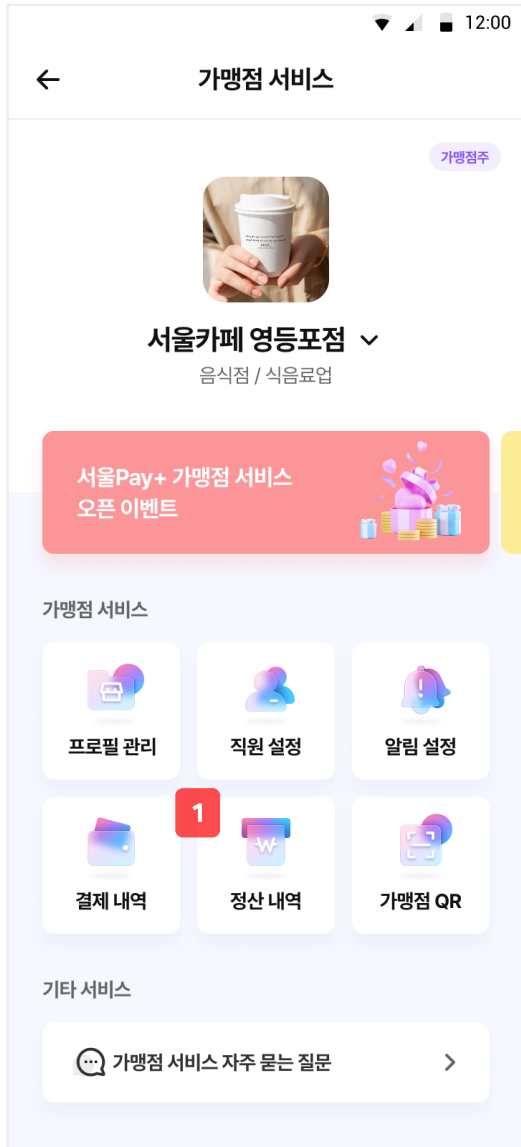 12:00
가맹점 서비스
가맹점주
서울카페 영등포점
음식점 / 식음료업
서울Pay+ 가맹점 서비스
오픈 이벤트
가맹점 서비스
프로필 관리
직원 설정
알림 설정
1
결제 내역
정산 내역
가맹점 QR
기타 서비스
가맹점 서비스 자주 묻는 질문